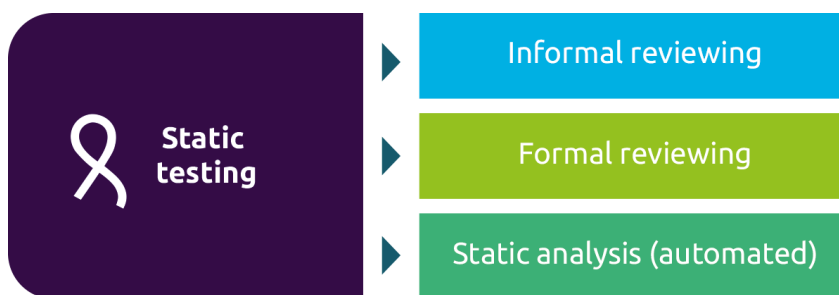 Static
testing
Informal reviewing
Formal reviewing
Static analysis (automated)